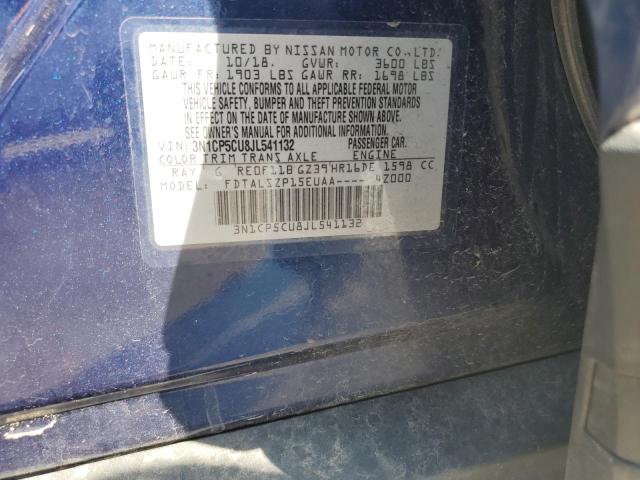 MANUFACTURED BY NISSAN MOTOR CO.,LTD.
DATE: 10/18. GVWR: 3600 LBS
GAWR FR: 1903 LBS GAWR RR: 1698 LBS
THIS VEHICLE CONFORMS TO ALL APPLICABLE FEDERAL MOTOR
VEHICLE SAFETY, BUMPER AND THEFT PREVENTION STANDARDS
IN EFFECT ON THE DATE OF MANUFACTURE SHOWN ABOVE.
SEE OWNER'S MANUAL FOR ADDITIONAL INFORMATION.
VIN: 3N1CP5CU8JL541132 PASSENGER CAR.
COLOR TRIM TRANS AXLE ENGINE
RAY G RE0F11B GZ39 HR16DE 1598 CC
MODEL: FDTALSZP15EUAA---- 4Z000
3N1CP5CU8JL541132